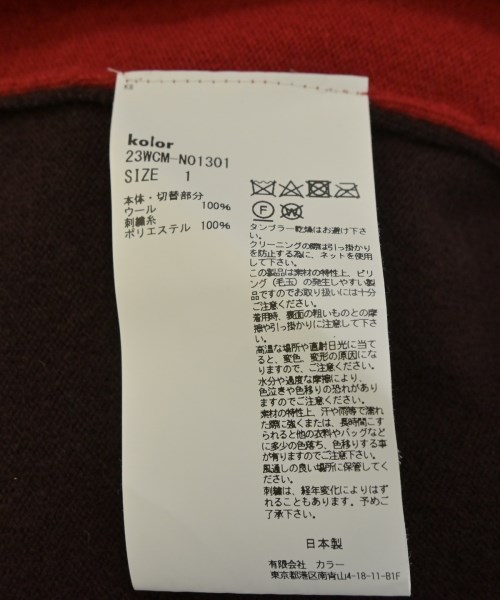 kolor
23WCM-N01301
SIZE 1
本体・切替部分
ウール 100%
刺繍糸
ポリエステル 100%
F
W
タンブラー乾燥はお避け下さ
い。
クリーニングの際は引っ掛かり
を防止する為に、ネットを使用
して下さい。
この製品は素材の特性上、ピリ
ング（毛玉）の発生しやすい製
品ですのでお取り扱いには十分
ご注意ください。
着用時、表面の粗いものとの摩
擦や引っ掛かりに注意して下さ
い。
高温な場所や直射日光に当て
ると、変色、変形の原因にな
りますので、ご注意ください。
水分や過度な摩擦により、
色泣きや色移りの恐れがあり
ますのでご注意ください。
素材の特性上、汗や雨等で濡れ
た際に強くまたは、長時間こす
られると他の衣料やバッグなど
に多少の色落ち、色移りする事
が有りますのでご注意下さい。
風通しの良い場所に保管してく
ださい。
刺繍は、経年変化によりはず
れることがあります。予めご
了承下さい。
日本製
有限会社 カラー
東京都港区南青山4-18-11-B1F